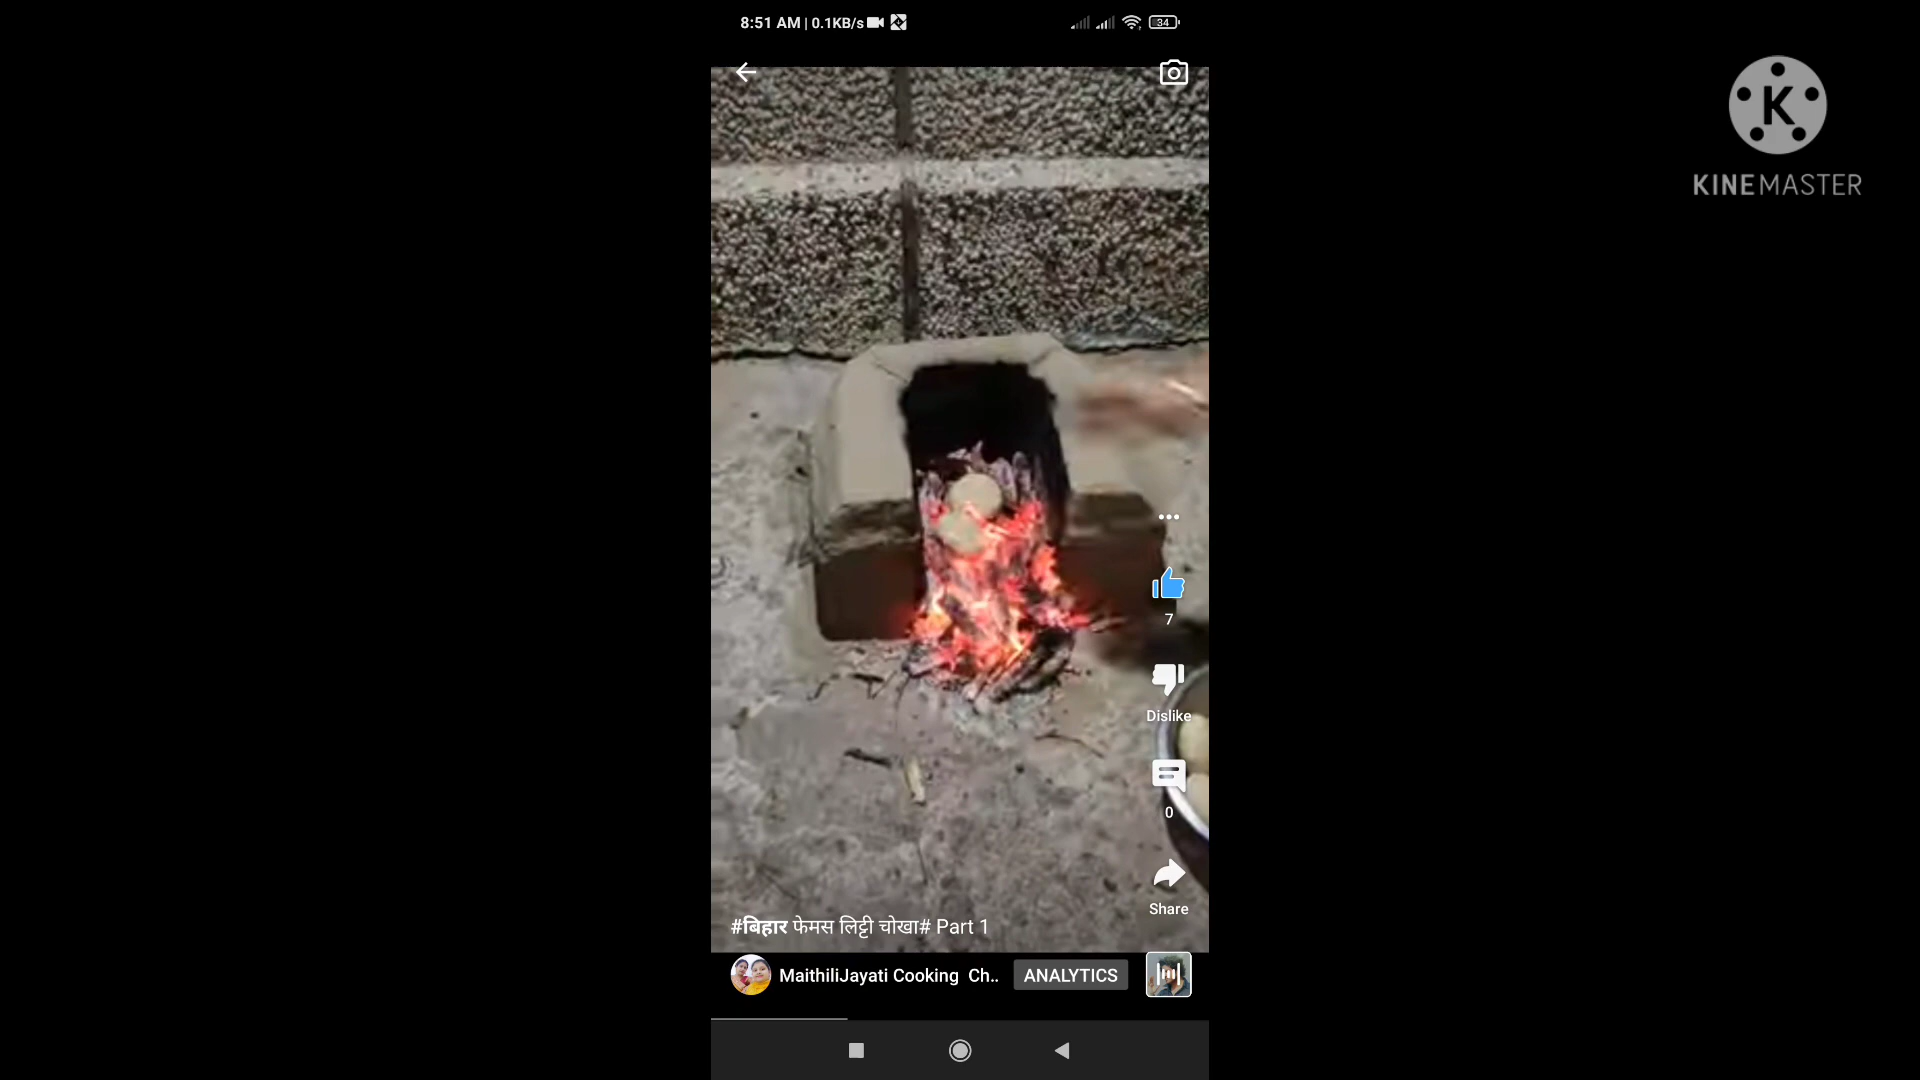 8:51 AM | 0.1KB/s
34
K
KINEMASTER
7
Dislike
0
Share
#बिहार फेमस लिट्टी चोखा# Part 1
MaithiliJayati Cooking Ch..
ANALYTICS